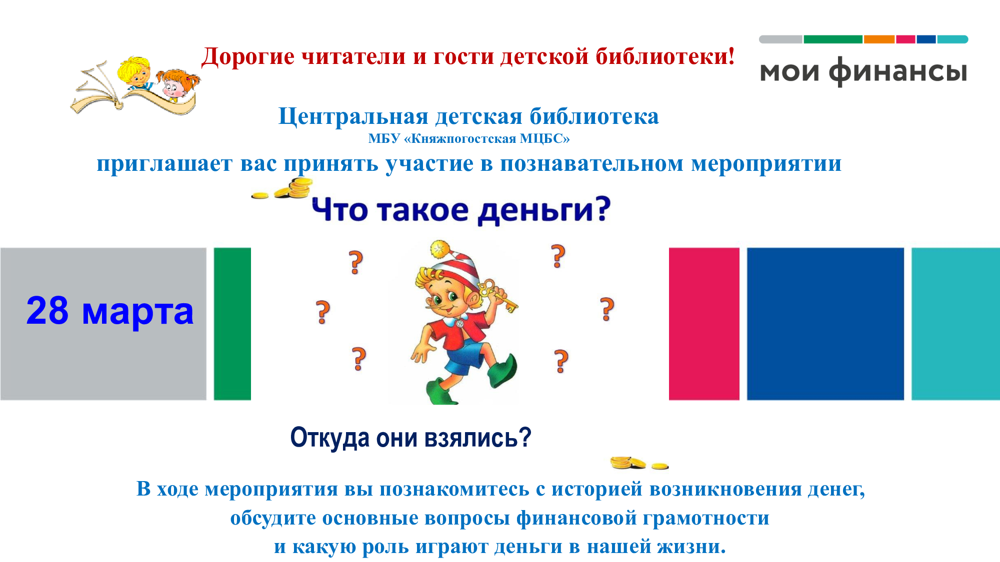 Дорогие читатели и гости детской библиотеки!
мои финансы
Центральная детская библиотека
МБУ «Княжпогостская МЦБС»
приглашает вас принять участие в познавательном мероприятии
Что такое деньги?
? ?
28 марта
? ?
? ?
Откуда они взялись?
В ходе мероприятия вы познакомитесь с историей возникновения денег,
обсудите основные вопросы финансовой грамотности
и какую роль играют деньги в нашей жизни.